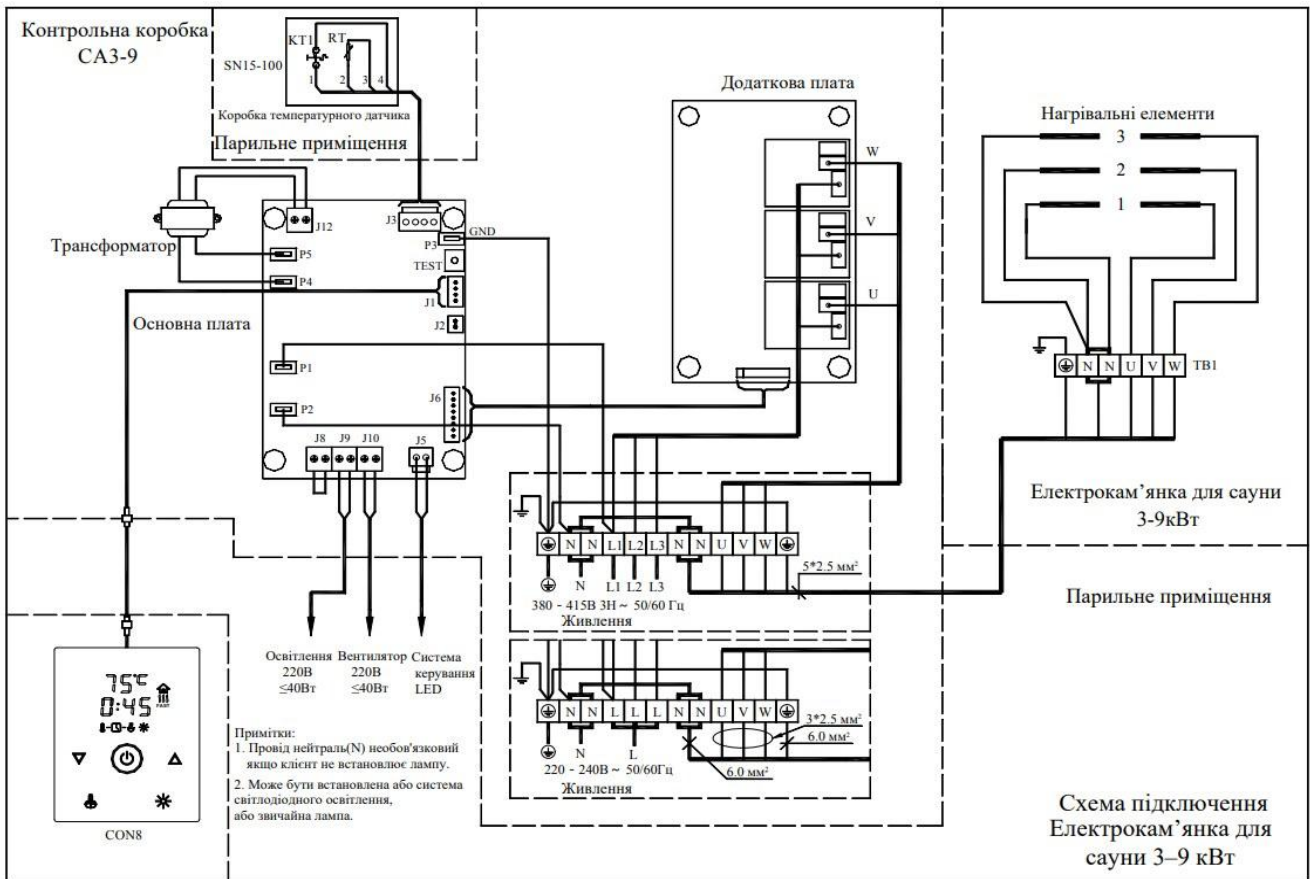 Контрольна коробка
СА3-9
KT1
RT
SN15-100
1 2 3 4
Коробка температурного датчика
Парильне приміщення
Додаткова плата
W
V
U
Нагрівальні елементи
3
2
1
N N U V W TB1
Електрокам’янка для сауни
3-9кВт
Парильне приміщення
Трансформатор
J12
J3
P3
GND
P5
TEST
P4
J1
Основна плата
J2
P1
P2
J6
J8 J9 J10 J5
N N L1 L2 L3 N N U V W
5*2.5 мм²
N L1 L2 L3
380 - 415В 3Н ~ 50/60 Гц
Живлення
N N L L L N N U V W
3*2.5 мм²
6.0 мм²
N L
220 - 240В ~ 50/60Гц
6.0 мм²
Живлення
Освітлення
220В
≤40Вт
Вентилятор
220В
≤40Вт
Система
керування
LED
75℃
0:45
FAST
CON8
Примітки:
1. Провід нейтраль(N) необов'язковий
якщо клієнт не встановлює лампу.
2. Може бути встановлена або система
світлодіодного освітлення,
або звичайна лампа.
Схема підключення
Електрокам’янка для
сауни 3–9 кВт